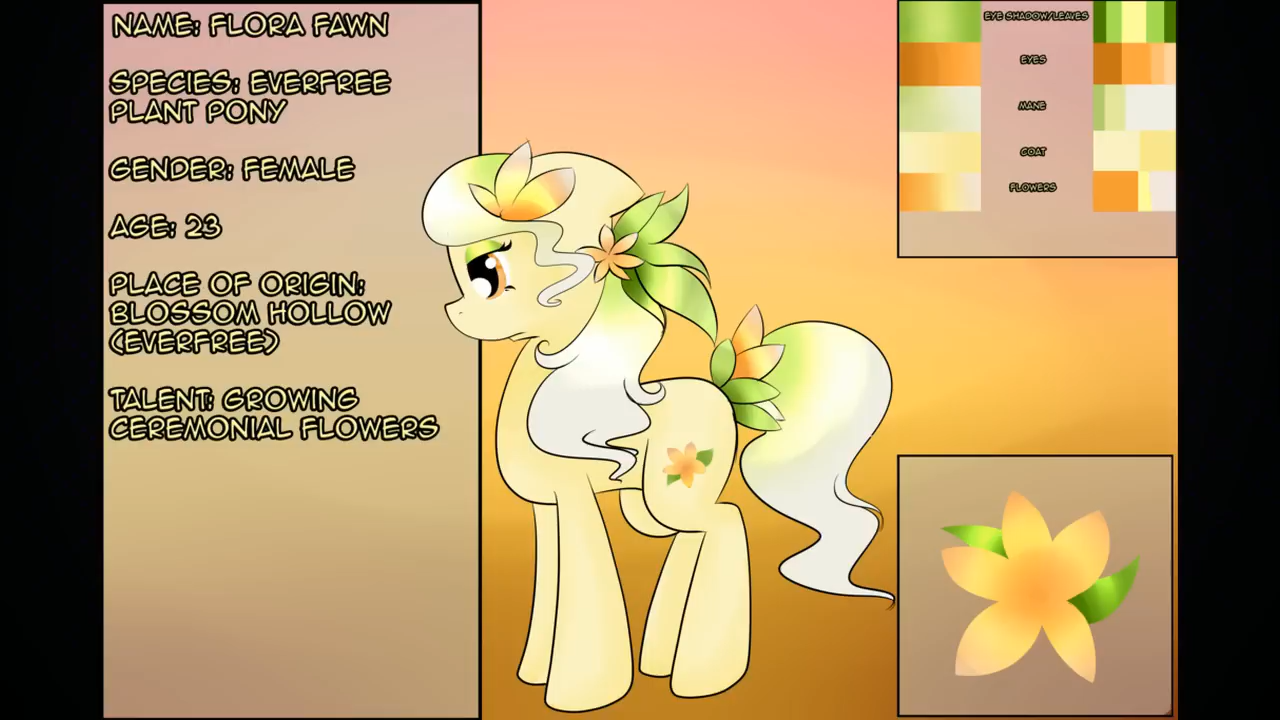 NAME: FLORA FAWN
SPECIES: EVERFREE
PLANT PONY
GENDER: FEMALE
AGE: 23
PLACE OF ORIGIN:
BLOSSOM HOLLOW
(EVERFREE)
TALENT: GROWING
CEREMONIAL FLOWERS
EYE SHADOW/LEAVES
EYES
MANE
COAT
FLOWERS